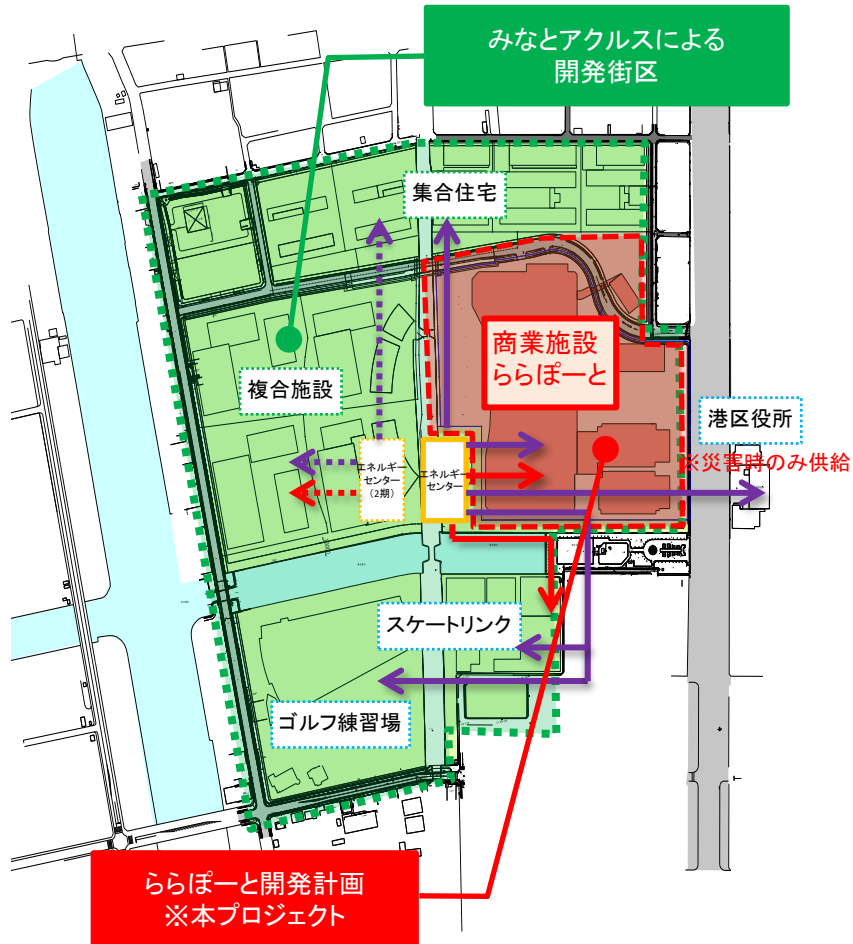 みなとアクルスによる
開発街区
集合住宅
商業施設
ららぽーと
複合施設
港区役所
※災害時のみ供給
エネルギー
センター
(2期)
エネルギー
センター
スケートリンク
ゴルフ練習場
ららぽーと開発計画
※本プロジェクト